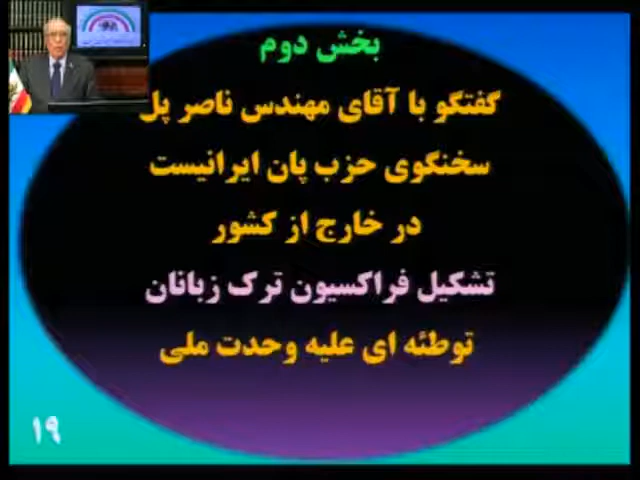 بخش دوم
گفتگو با آقای مهندس ناصر پل
سخنگوی حزب پان ایرانیست
در خارج از کشور
تشکیل فراکسیون ترک زبانان
توطئه ای علیه وحدت ملی
۱۹